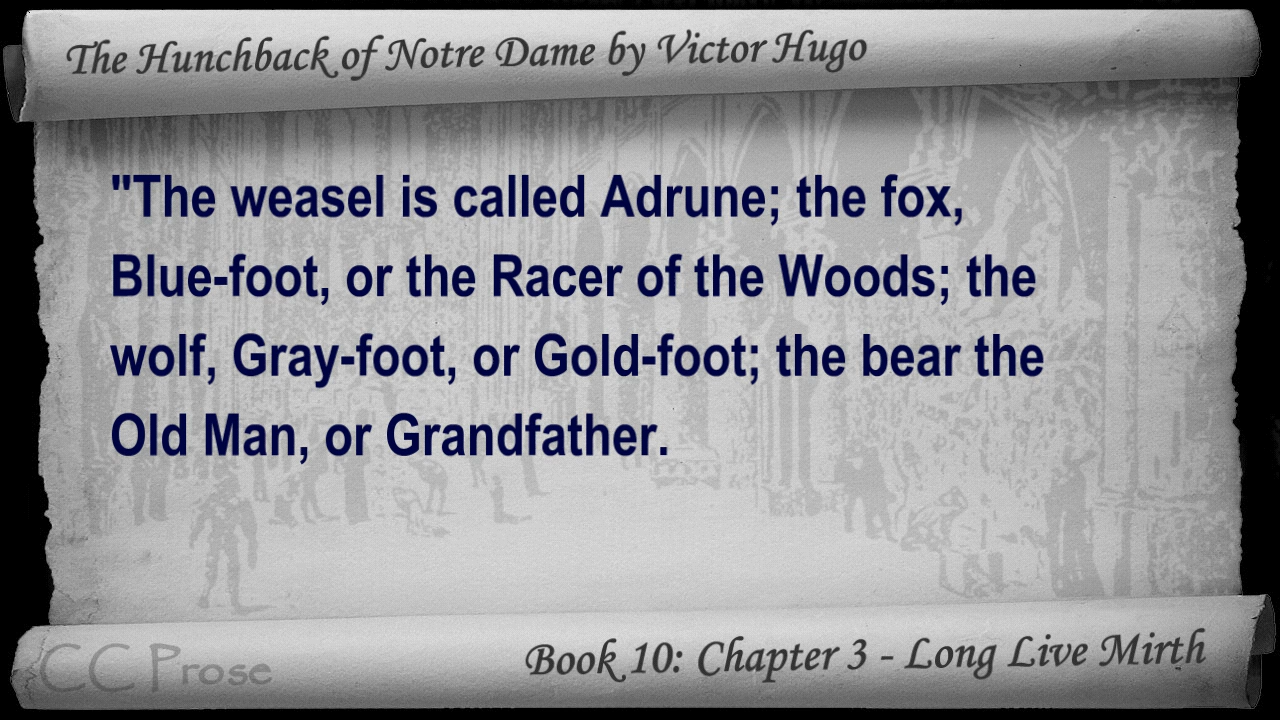 The Hunchback of Notre Dame by Victor Hugo
"The weasel is called Adrune; the fox,
Blue-foot, or the Racer of the Woods; the
wolf, Gray-foot, or Gold-foot; the bear the
Old Man, or Grandfather.
CC Prose
Book 10: Chapter 3 - Long Live Mirth